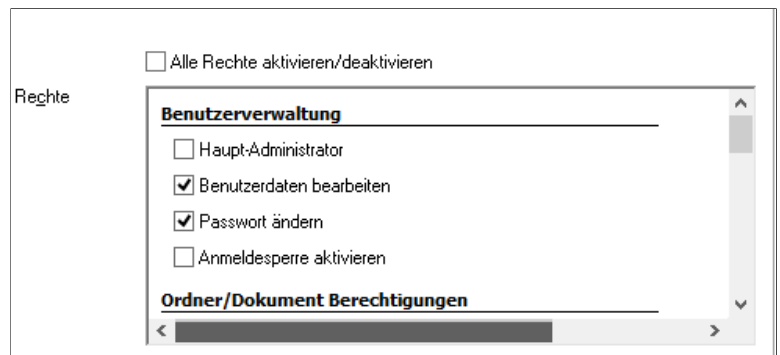 Alle Rechte aktivieren/deaktivieren
Rechte
Benutzerverwaltung
Haupt-Administrator
Benutzerdaten bearbeiten
Passwort ändern
Anmeldesperre aktivieren
Ordner/Dokument Berechtigungen